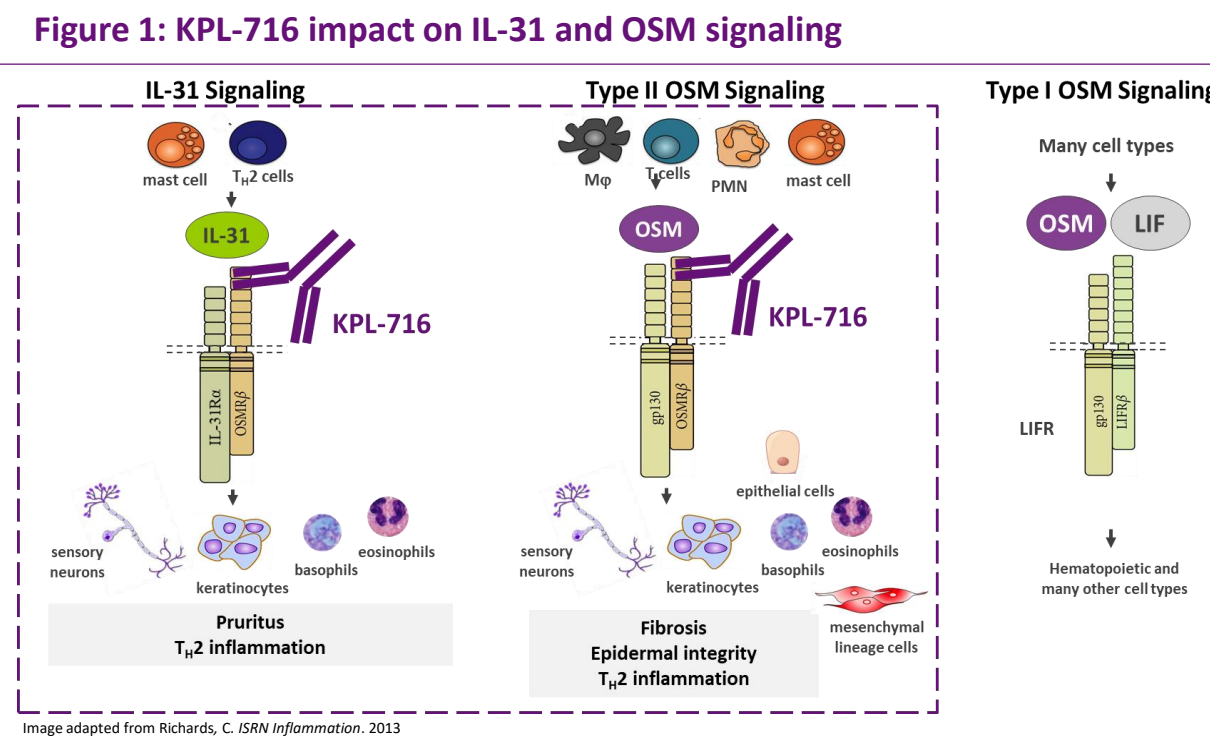 Figure 1: KPL-716 impact on IL-31 and OSM signaling
IL-31 Signaling
mast cell
TH2 cells
IL-31
KPL-716
IL-31Rα
OSMRβ
sensory
neurons
keratinocytes
basophils
eosinophils
Pruritus
TH2 inflammation
Type II OSM Signaling
Mφ
T cells
PMN
mast cell
OSM
KPL-716
gp130
OSMRβ
epithelial cells
sensory
neurons
keratinocytes
basophils
eosinophils
mesenchymal
lineage cells
Fibrosis
Epidermal integrity
TH2 inflammation
Type I OSM Signaling
Many cell types
OSM
LIF
LIFR
gp130
LIFRβ
Hematopoietic and
many other cell types
Image adapted from Richards, C. ISRN Inflammation. 2013